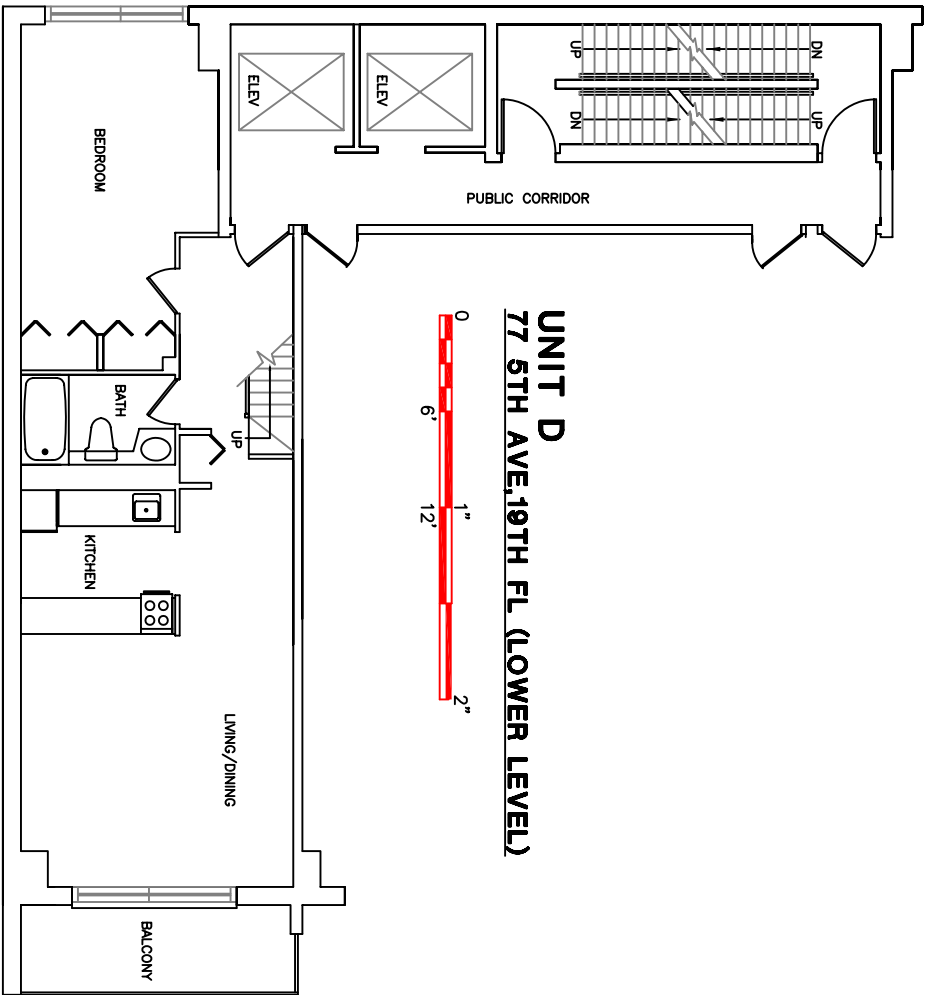 UNIT D
77 5TH AVE,19TH FL (LOWER LEVEL)
0
1"
2"
6'
12'
DN
UP
UP
DN
PUBLIC CORRIDOR
ELEV
ELEV
BEDROOM
BATH
UP
KITCHEN
LIVING/DINING
BALCONY